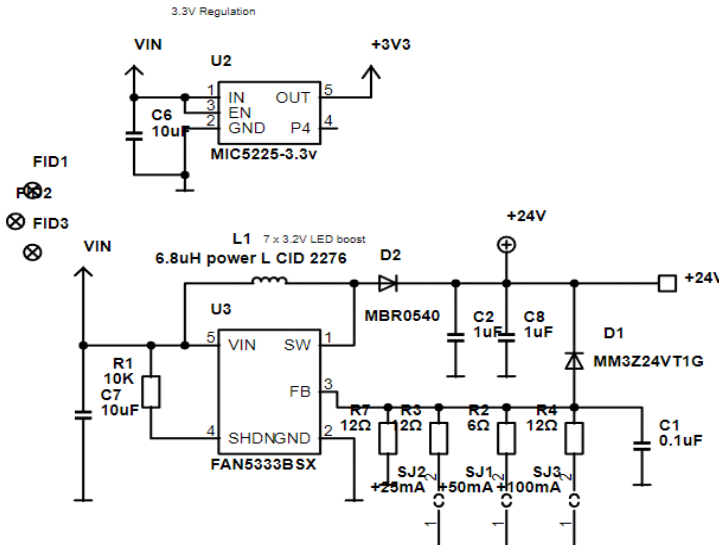 3.3V Regulation
VIN
+3V3
U2
1
IN
OUT
5
3
EN
2
GND
P4
4
C6
10uF
MIC5225-3.3v
FID1
FID2
FID3
+24V
VIN
L1
7 x 3.2V LED boost
6.8uH power L CID 2276
D2
+24V
MBR0540
C2
1uF
C8
1uF
D1
MM3Z24VT1G
U3
5
VIN
SW
1
R1
10K
C7
10uF
FB
3
4
SHDN
GND
2
FAN5333BSX
R7
12Ω
R3
12Ω
R2
6Ω
R4
12Ω
C1
0.1uF
SJ2
+25mA
SJ1
+50mA
SJ3
+100mA
2
2
2
1
1
1